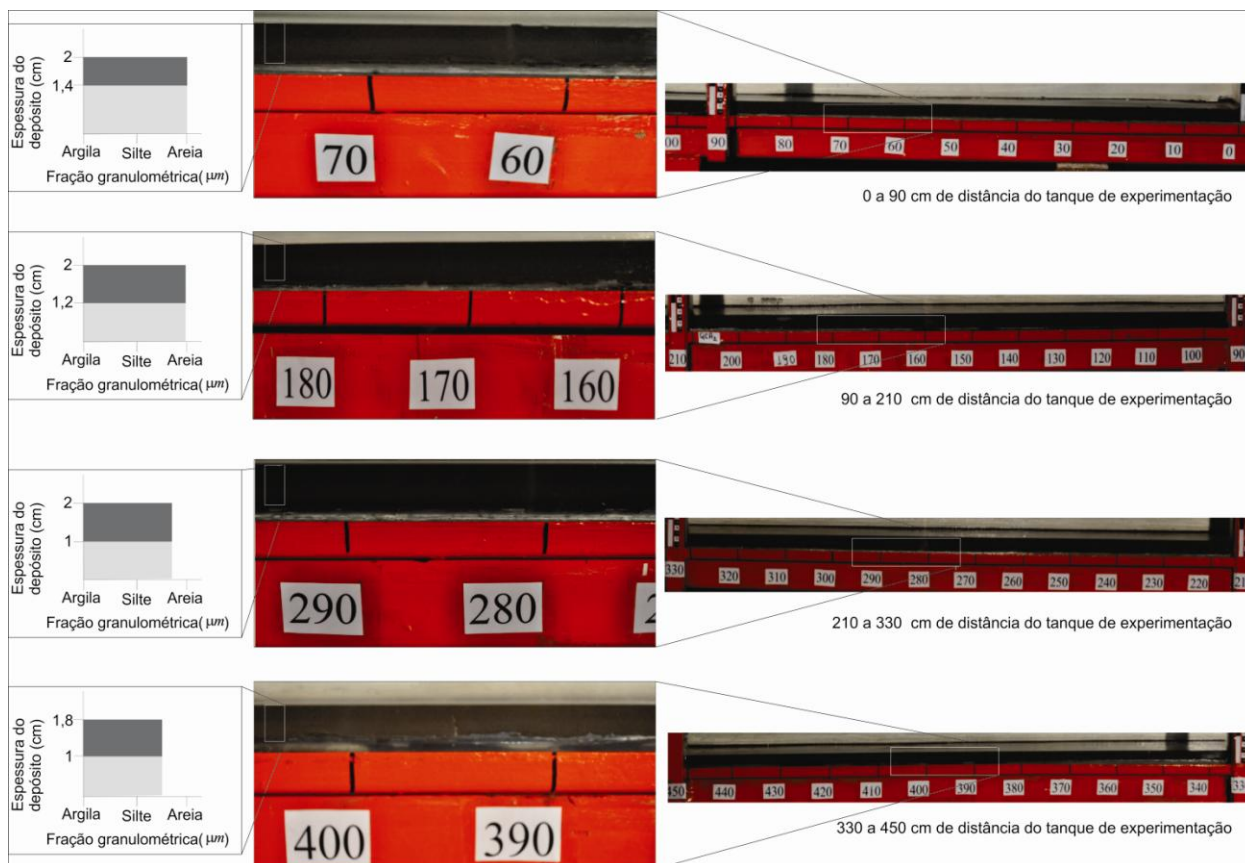 Espessura do
depósito (cm)
2
1,4
Argila
Silte
Areia
Fração granulométrica(μm)
70
60
00
90
80
70
60
50
40
30
20
10
0
0 a 90 cm de distância do tanque de experimentação
Espessura do
depósito (cm)
2
1,2
Argila
Silte
Areia
Fração granulométrica(μm)
180
170
160
210
200
190
180
170
160
150
140
130
120
110
100
90
90 a 210 cm de distância do tanque de experimentação
Espessura do
depósito (cm)
2
1
Argila
Silte
Areia
Fração granulométrica(μm)
290
280
2
330
320
310
300
290
280
270
260
250
240
230
220
21
210 a 330 cm de distância do tanque de experimentação
Espessura do
depósito (cm)
1,8
1
Argila
Silte
Areia
Fração granulométrica(μm)
400
390
450
440
430
420
410
400
390
380
370
360
350
340
33
330 a 450 cm de distância do tanque de experimentação